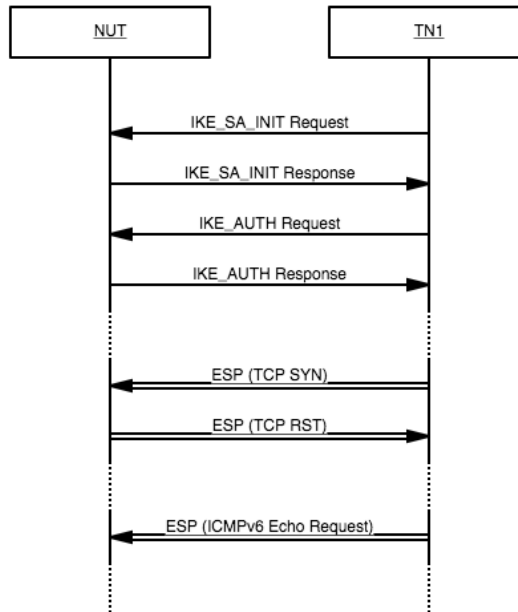 NUT
TN1
IKE_SA_INIT Request
IKE_SA_INIT Response
IKE_AUTH Request
IKE_AUTH Response
ESP (TCP SYN)
ESP (TCP RST)
ESP (ICMPv6 Echo Request)